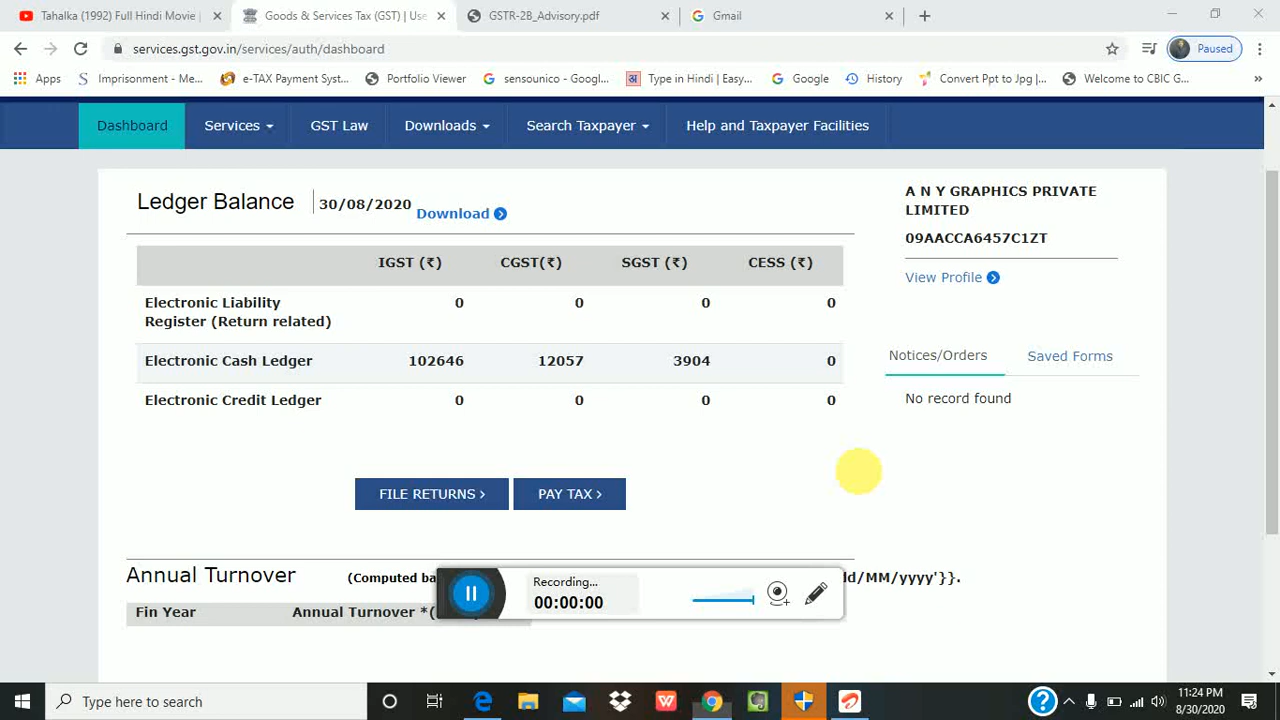 Tahalka (1992) Full Hindi Movie |
Goods & Services Tax (GST) | Use
GSTR-2B_Advisory.pdf
Gmail
services.gst.gov.in/services/auth/dashboard
Paused
Apps
Imprisonment - Me...
e-TAX Payment Syst...
Portfolio Viewer
sensounico - Googl...
Type in Hindi | Easy...
Google
History
Convert Ppt to Jpg |...
Welcome to CBIC G...
»
Dashboard
Services
GST Law
Downloads
Search Taxpayer
Help and Taxpayer Facilities
Ledger Balance
30/08/2020
Download
IGST (₹) CGST(₹) SGST (₹) CESS (₹)
Electronic Liability
Register (Return related) 0 0 0 0
Electronic Cash Ledger 102646 12057 3904 0
Electronic Credit Ledger 0 0 0 0
FILE RETURNS >
PAY TAX >
A N Y GRAPHICS PRIVATE
LIMITED
09AACCA6457C1ZT
View Profile
Notices/Orders
Saved Forms
No record found
Annual Turnover
(Computed ba
d/MM/yyyy'}}.
Fin Year
Annual Turnover *(
Recording...
00:00:00
Type here to search
11:24 PM
8/30/2020